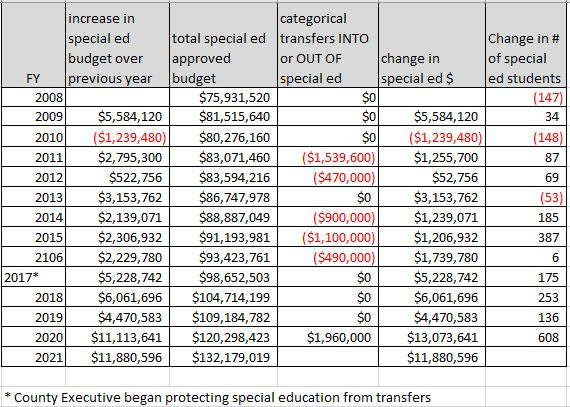 FY increase in special ed budget over previous year total special ed approved budget categorical transfers INTO or OUT OF special ed change in special ed $ Change in # of special ed students
2008 $75,931,520 $0 (147)
2009 $5,584,120 $81,515,640 $0 $5,584,120 34
2010 ($1,239,480) $80,276,160 $0 ($1,239,480) (148)
2011 $2,795,300 $83,071,460 ($1,539,600) $1,255,700 87
2012 $522,756 $83,594,216 ($470,000) $52,756 69
2013 $3,153,762 $86,747,978 $0 $3,153,762 (53)
2014 $2,139,071 $88,887,049 ($900,000) $1,239,071 185
2015 $2,306,932 $91,193,981 ($1,100,000) $1,206,932 387
2106 $2,229,780 $93,423,761 ($490,000) $1,739,780 6
2017* $5,228,742 $98,652,503 $0 $5,228,742 175
2018 $6,061,696 $104,714,199 $0 $6,061,696 253
2019 $4,470,583 $109,184,782 $0 $4,470,583 136
2020 $11,113,641 $120,298,423 $1,960,000 $13,073,641 608
2021 $11,880,596 $132,179,019 $11,880,596
* County Executive began protecting special education from transfers